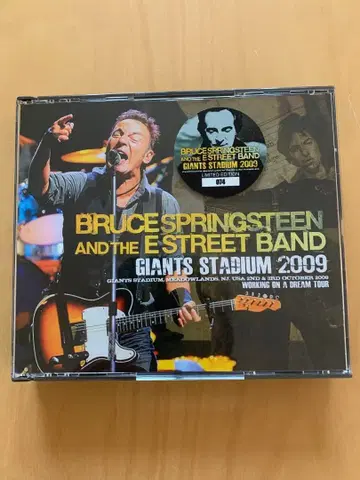 BRUCE SPRINGSTEEN
AND THE E STREET BAND
GIANTS STADIUM 2009
LIMITED EDITION
074
BRUCE SPRINGSTEEN
AND THE E STREET BAND
GIANTS STADIUM 2009
GIANTS STADIUM, MEADOWLANDS, NJ, USA 2ND & 3RD OCTOBER 2009
WORKING ON A DREAM TOUR